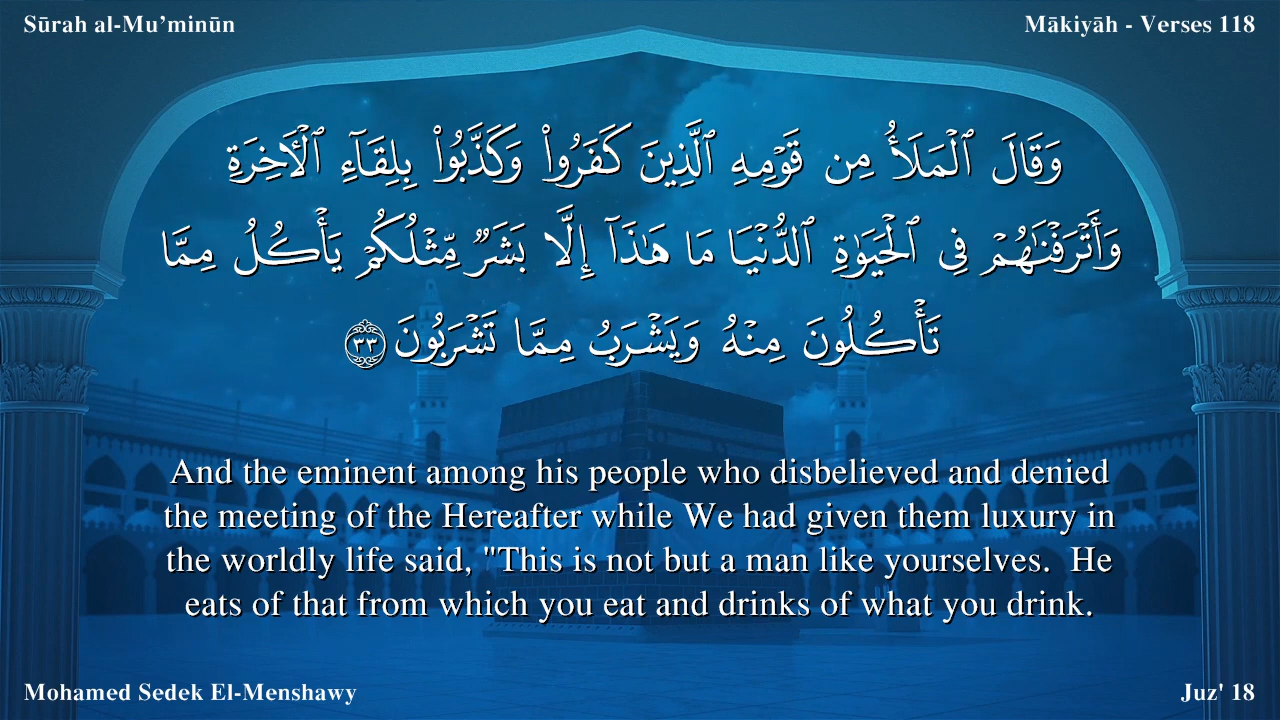 Sūrah al-Mu’minūn
Mākiyāh - Verses 118
وَقَالَ ٱلْمَلَأُ مِن قَوْمِهِ ٱلَّذِينَ كَفَرُوا۟ وَكَذَّبُوا۟ بِلِقَآءِ ٱلْـَٔاخِرَةِ
وَأَتْرَفْنَـٰهُمْ فِى ٱلْحَيَوٰةِ ٱلدُّنْيَا مَا هَـٰذَآ إِلَّا بَشَرٌ مِّثْلُكُمْ يَأْكُلُ مِمَّا
تَأْكُلُونَ مِنْهُ وَيَشْرَبُ مِمَّا تَشْرَبُونَ ٣٣
And the eminent among his people who disbelieved and denied
the meeting of the Hereafter while We had given them luxury in
the worldly life said, "This is not but a man like yourselves.  He
eats of that from which you eat and drinks of what you drink.
Mohamed Sedek El-Menshawy
Juz' 18